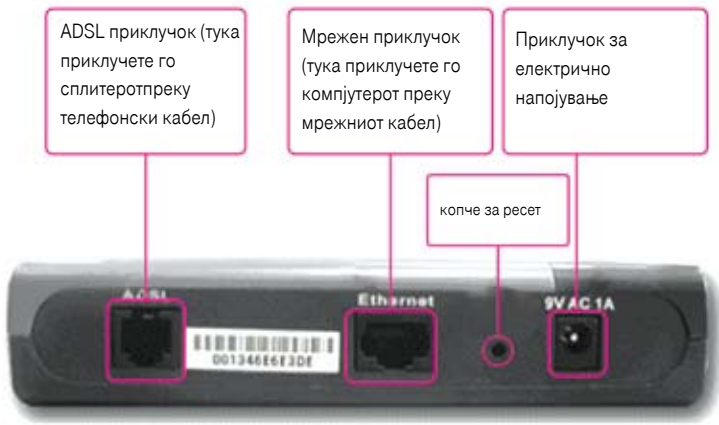 ADSL приклучок (тука
приклучете го
сплитеротпреку
телефонски кабел)
Мрежен приклучок
(тука приклучете го
компјутерот преку
мрежниот кабел)
Приклучок за
електрично
напојување
копче за ресет
ADSL
Ethernet
9V AC 1A
001346E6E3DE